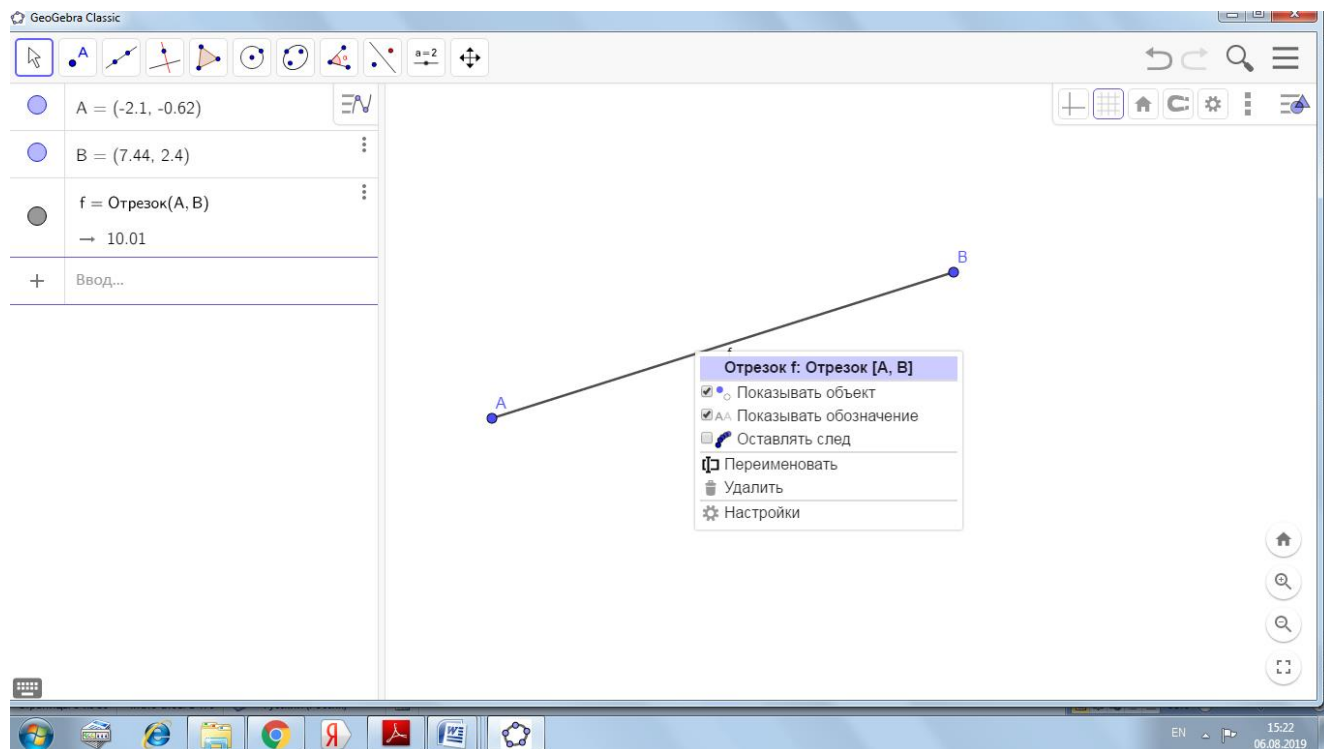 GeoGebra Classic
A
a=2
A = (-2.1, -0.62)
B = (7.44, 2.4)
f = Отрезок(A, B)
→ 10.01
+ Ввод...
B
A
f
Отрезок f: Отрезок [A, B]
Показывать объект
AA Показывать обозначение
Оставлять след
Переименовать
Удалить
Настройки
EN
15:22
06.08.2019